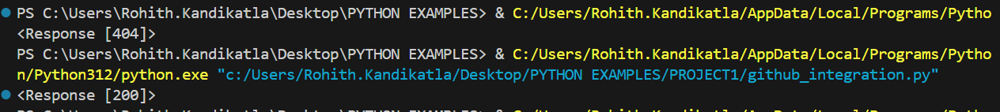 PS C:\Users\Rohith.Kandikatla\Desktop\PYTHON EXAMPLES> & C:/Users/Rohith.Kandikatla/AppData/Local/Programs/Pytho
<Response [404]>
PS C:\Users\Rohith.Kandikatla\Desktop\PYTHON EXAMPLES> & C:/Users/Rohith.Kandikatla/AppData/Local/Programs/Pytho
n/Python312/python.exe "c:/Users/Rohith.Kandikatla/Desktop/PYTHON EXAMPLES/PROJECT1/github_integration.py"
<Response [200]>